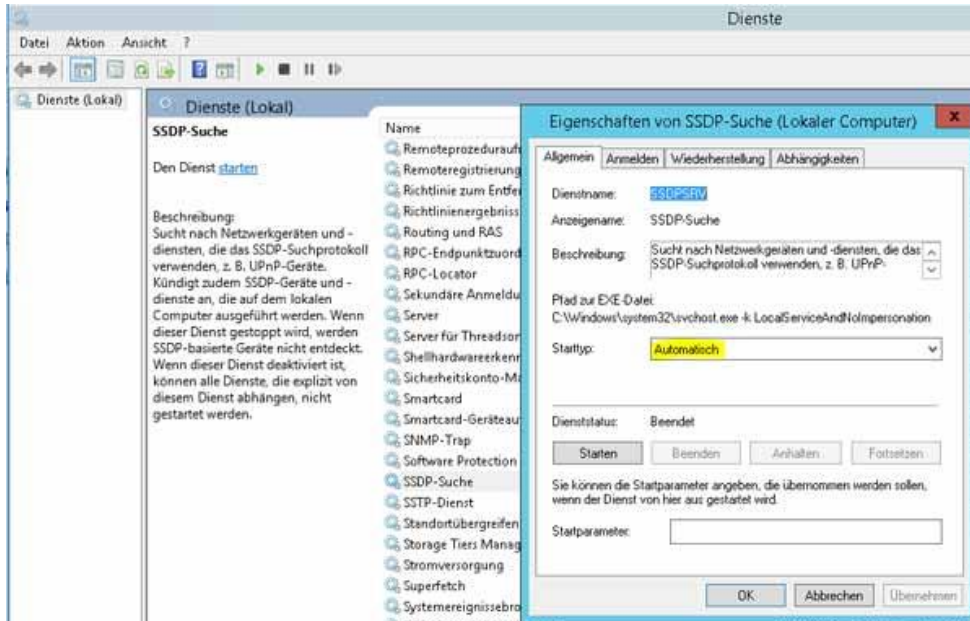 Dienste
Datei Aktion Ansicht ?
Dienste (Lokal)
Dienste (Lokal)
SSDP-Suche
Den Dienst starten
Beschreibung:
Sucht nach Netzwerkgeräten und -
diensten, die das SSDP-Suchprotokoll
verwenden, z. B. UPnP-Geräte.
Kündigt zudem SSDP-Geräte und -
dienste an, die auf dem lokalen
Computer ausgeführt werden. Wenn
dieser Dienst gestoppt wird, werden
SSDP-basierte Geräte nicht entdeckt.
Wenn dieser Dienst deaktiviert ist,
können alle Dienste, die explizit von
diesem Dienst abhängen, nicht
gestartet werden.
Name
Remoteprozeduraufr
Remoteregistrierung
Richtlinie zum Entfer
Richtlinienergebniss
Routing und RAS
RPC-Endpunktzuord
RPC-Locator
Sekundäre Anmeldu
Server
Server für Threadsor
Shellhardwareerkenn
Sicherheitskonto-Ma
Smartcard
Smartcard-Geräteau
SNMP-Trap
Software Protection
SSDP-Suche
SSTP-Dienst
Standortübergreifen
Storage Tiers Manag
Stromversorgung
Superfetch
Systemereignissebro
Eigenschaften von SSDP-Suche (Lokaler Computer)
x
Allgemein Anmelden Wiederherstellung Abhängigkeiten
Dienstname: SSDPSRV
Anzeigename: SSDP-Suche
Beschreibung: Sucht nach Netzwerkgeräten und -diensten, die das
SSDP-Suchprotokoll verwenden, z. B. UPnP-
Pfad zur EXE-Datei:
C:\Windows\system32\svchost.exe -k LocalServiceAndNoImpersonation
Starttyp: Automatisch
Dienststatus: Beendet
Starten Beenden Anhalten Fortsetzen
Sie können die Startparameter angeben, die übernommen werden sollen,
wenn der Dienst von hier aus gestartet wird.
Startparameter:
OK Abbrechen Übernehmen